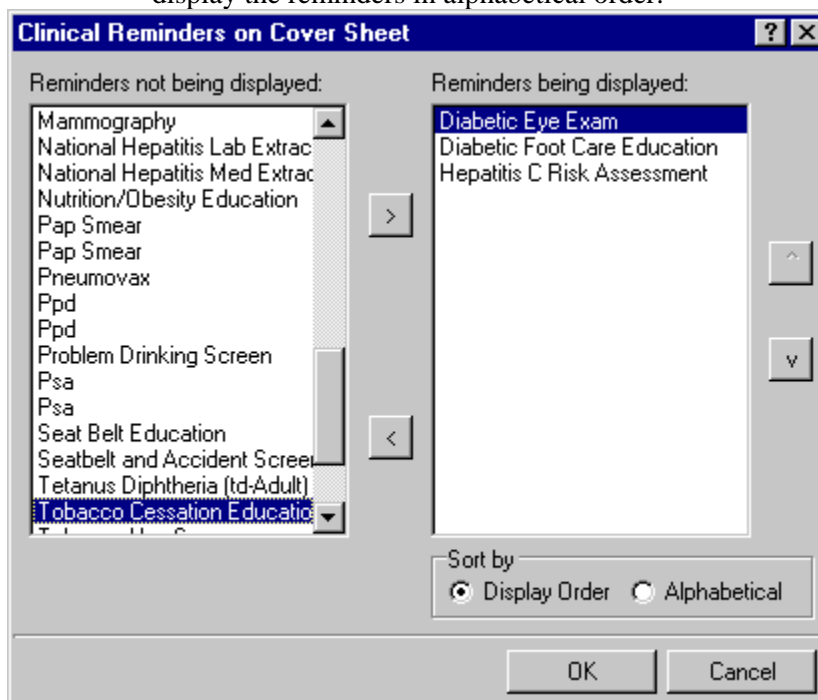 display the reminders in alphabetical order.
Clinical Reminders on Cover Sheet
? X
Reminders not being displayed:
Mammography
National Hepatitis Lab Extrac
National Hepatitis Med Extrac
Nutrition/Obesity Education
Pap Smear
Pap Smear
Pneumovax
Ppd
Ppd
Problem Drinking Screen
Psa
Psa
Seat Belt Education
Seatbelt and Accident Screen
Tetanus Diphtheria (td-Adult)
Tobacco Cessation Educatio
>
<
Reminders being displayed:
Diabetic Eye Exam
Diabetic Foot Care Education
Hepatitis C Risk Assessment
^
v
Sort by
Display Order Alphabetical
OK Cancel